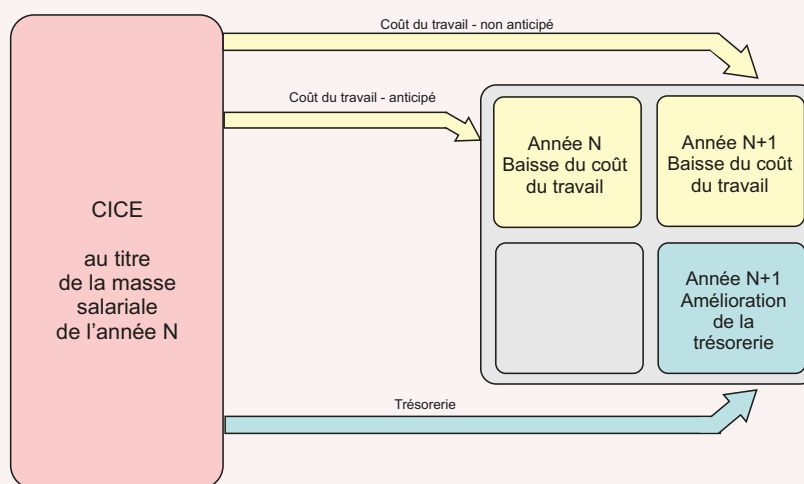 Coût du travail - non anticipé
Coût du travail - anticipé
CICE
au titre
de la masse
salariale
de l’année N
Année N
Baisse du coût
du travail
Année N+1
Baisse du coût
du travail
Année N+1
Amélioration
de la
trésorerie
Trésorerie